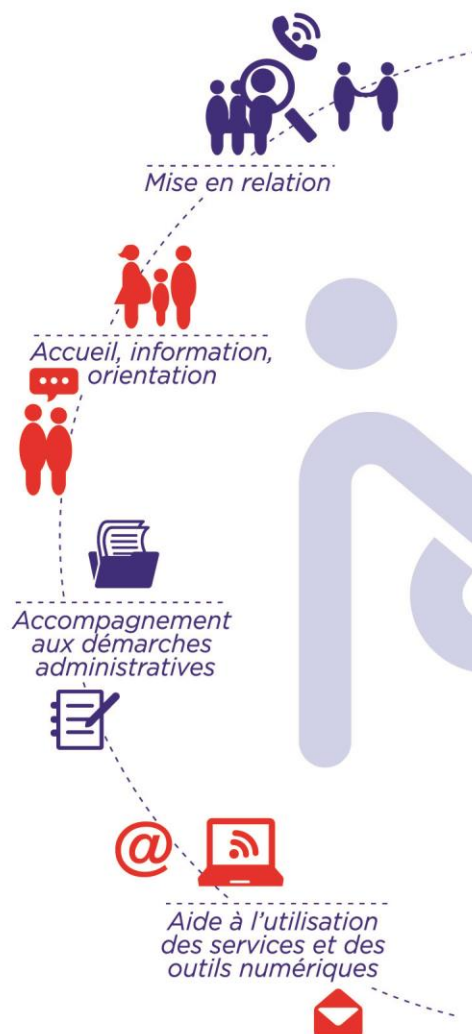 Mise en relation
Accueil, information,
orientation
Accompagnement
aux démarches
administratives
@
Aide à l'utilisation
des services et des
outils numériques